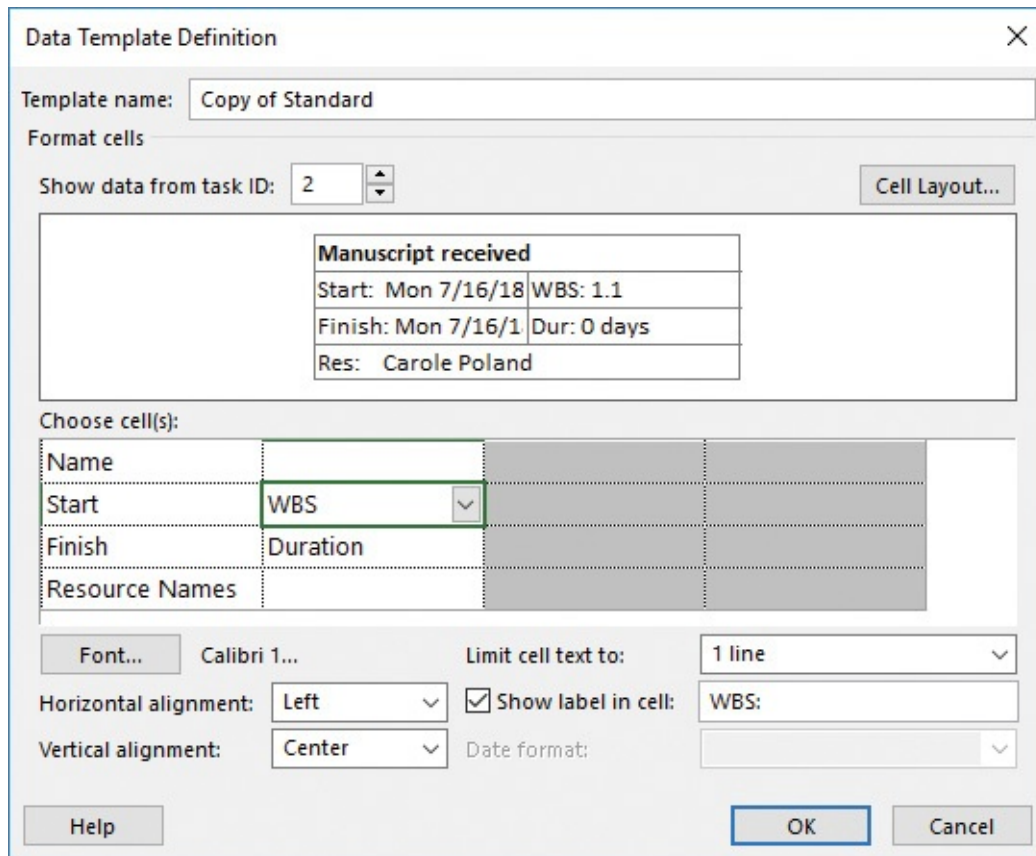 Data Template Definition
Template name: Copy of Standard
Format cells
Show data from task ID: 2 Cell Layout...
Manuscript received
Start: Mon 7/16/18 WBS: 1.1
Finish: Mon 7/16/1 Dur: 0 days
Res: Carole Poland
Choose cell(s):
Name
Start WBS
Finish Duration
Resource Names
Font... Calibri 1... Limit cell text to: 1 line
Horizontal alignment: Left Show label in cell: WBS:
Vertical alignment: Center Date format:
Help OK Cancel